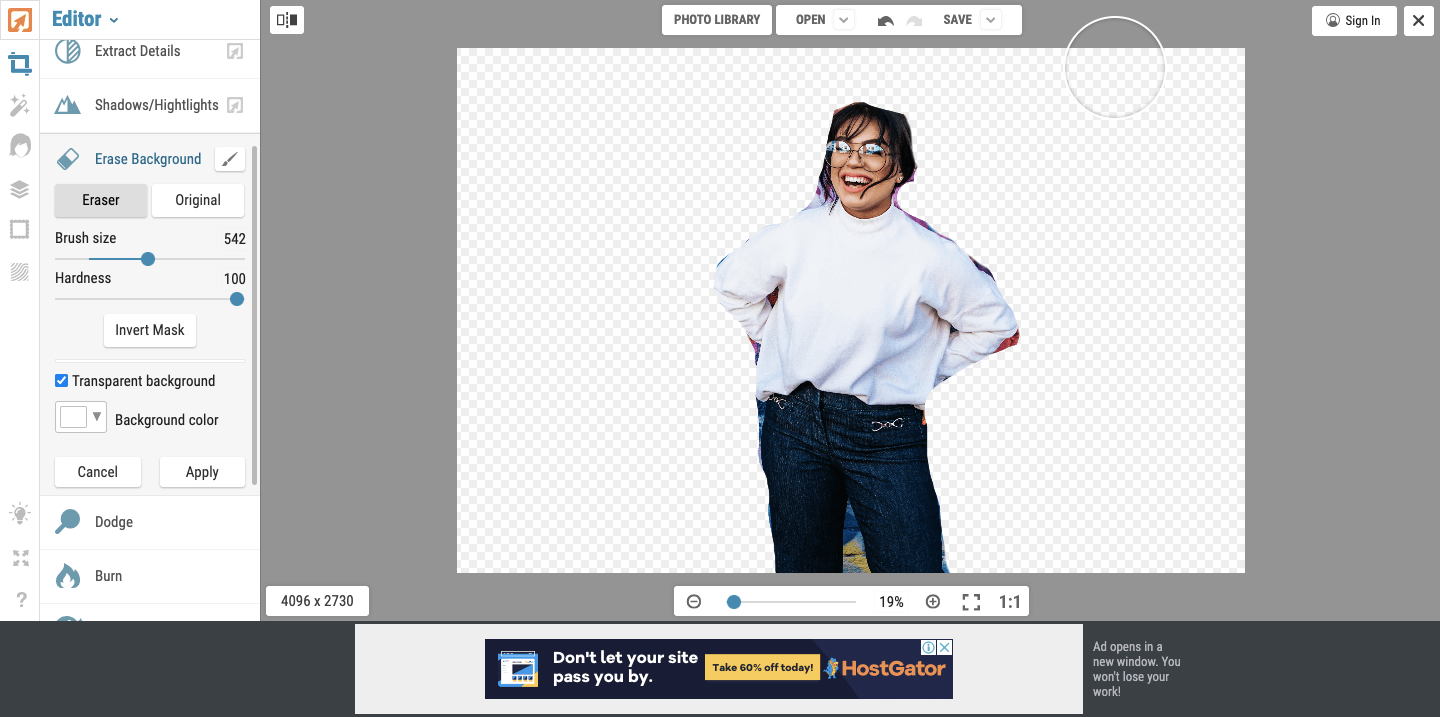 Editor
PHOTO LIBRARY
OPEN
SAVE
Sign In
Extract Details
Shadows/Hightlights
Erase Background
Eraser
Original
Brush size
542
Hardness
100
Invert Mask
Transparent background
Background color
Cancel
Apply
Dodge
Burn
?
4096 x 2730
19%
1:1
Don't let your site
pass you by.
Take 60% off today!
HostGator
Ad opens in a
new window. You
won't lose your
work!